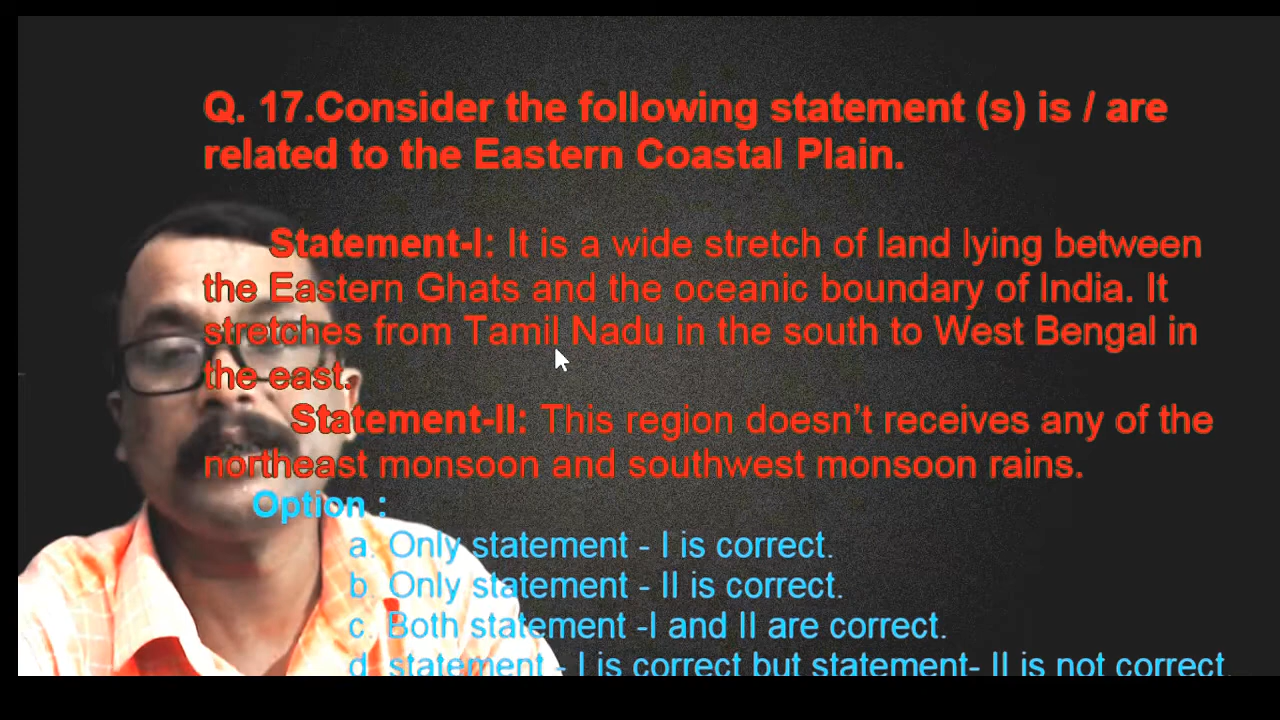 Q. 17.Consider the following statement (s) is / are
related to the Eastern Coastal Plain.
Statement-I: It is a wide stretch of land lying between
the Eastern Ghats and the oceanic boundary of India. It
stretches from Tamil Nadu in the south to West Bengal in
the east.
Statement-II: This region doesn’t receives any of the
northeast monsoon and southwest monsoon rains.
Option :
a. Only statement - I is correct.
b. Only statement - II is correct.
c. Both statement -I and II are correct.
d. statement - I is correct but statement- II is not correct.